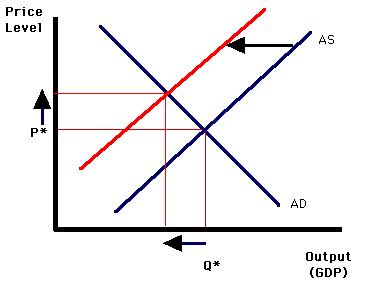 Price
Level
AS
P*
AD
Output
(GDP)
Q*